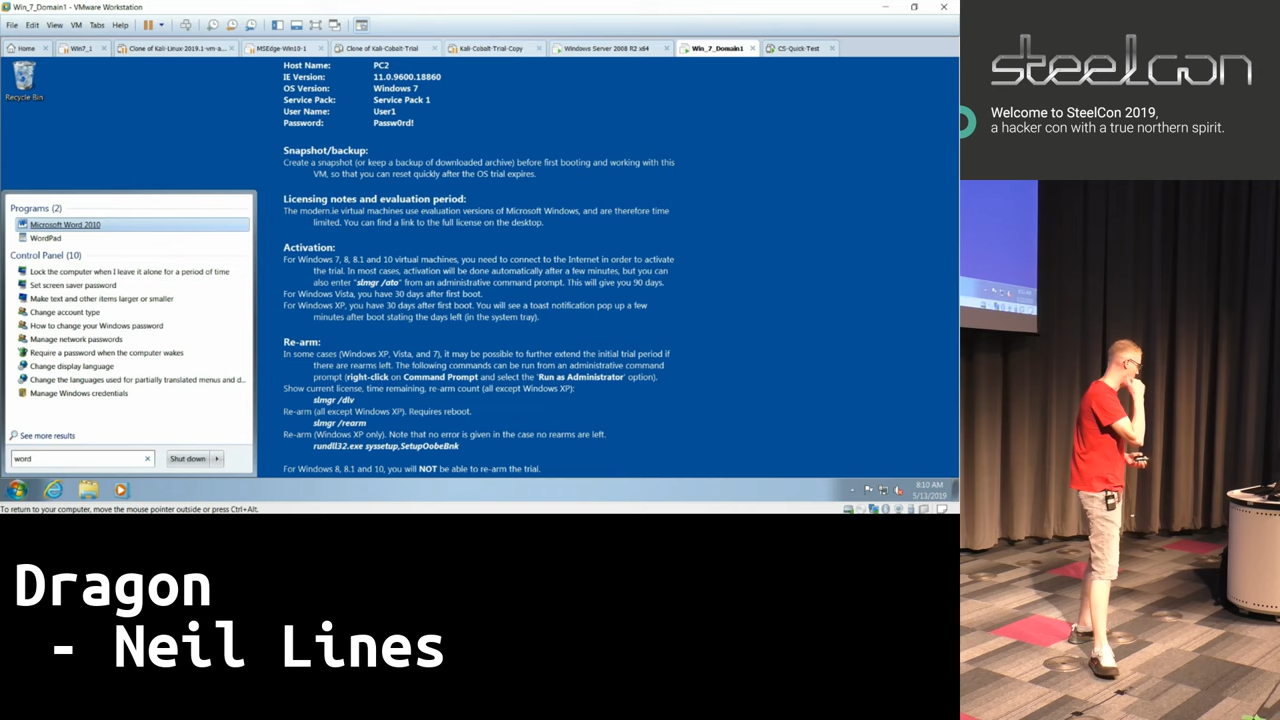 Win_7_Domain1 - VMware Workstation
File Edit View VM Tabs Help
Home Win7_1 Clone of Kali-Linux-2019.1-vm-a... MSEdge-Win10-1 Clone of Kali-Cobalt-Trial Kali-Cobalt-Trial-Copy Windows Server 2008 R2 x64 Win_7_Domain1 CS-Quick-Test
Recycle Bin
Host Name: PC2
IE Version: 11.0.9600.18860
OS Version: Windows 7
Service Pack: Service Pack 1
User Name: User1
Password: Passw0rd!
Snapshot/backup:
Create a snapshot (or keep a backup of downloaded archive) before first booting and working with this
VM, so that you can reset quickly after the OS trial expires.
Licensing notes and evaluation period:
The modern.ie virtual machines use evaluation versions of Microsoft Windows, and are therefore time
limited. You can find a link to the full license on the desktop.
Activation:
For Windows 7, 8, 8.1 and 10 virtual machines, you need to connect to the Internet in order to activate
the trial. In most cases, activation will be done automatically after a few minutes, but you can
also enter "slmgr /ato" from an administrative command prompt. This will give you 90 days.
For Windows Vista, you have 30 days after first boot.
For Windows XP, you have 30 days after first boot. You will see a toast notification pop up a few
minutes after boot stating the days left (in the system tray).
Re-arm:
In some cases (Windows XP, Vista, and 7), it may be possible to further extend the initial trial period if
there are rearms left. The following commands can be run from an administrative command
prompt (right-click on Command Prompt and select the 'Run as Administrator' option).
Show current license, time remaining, re-arm count (all except Windows XP):
slmgr /dlv
Re-arm (all except Windows XP). Requires reboot.
slmgr /rearm
Re-arm (Windows XP only). Note that no error is given in the case no rearms are left.
rundll32.exe syssetup,SetupOobeBnk
For Windows 8, 8.1 and 10, you will NOT be able to re-arm the trial.
Programs (2)
Microsoft Word 2010
WordPad
Control Panel (10)
Lock the computer when I leave it alone for a period of time
Set screen saver password
Make text and other items larger or smaller
Change account type
How to change your Windows password
Manage network passwords
Require a password when the computer wakes
Change display language
Change the languages used for partially translated menus and d...
Manage Windows credentials
See more results
word
Shut down
8:10 AM
5/13/2019
To return to your computer, move the mouse pointer outside or press Ctrl+Alt.
steelcon
Welcome to SteelCon 2019,
a hacker con with a true northern spirit.
Dragon
- Neil Lines